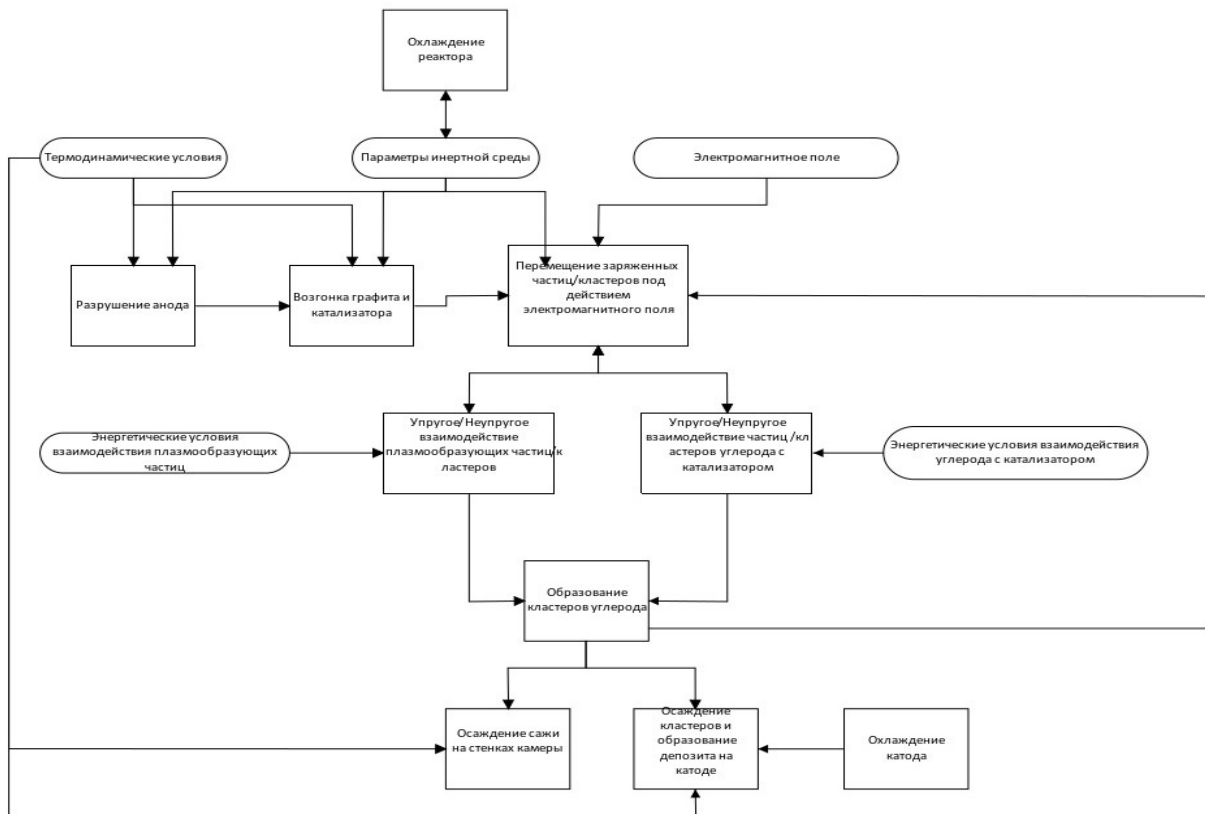 Охлаждение
реактора
Термодинамические условия
Параметры инертной среды
Электромагнитное поле
Разрушение анода
Возгонка графита и
катализатора
Перемещение заряженных
частиц/кластеров под
действием
электромагнитного поля
Энергетические условия
взаимодействия плазмообразующих
частиц
Упругое/Неупругое
взаимодействие
плазмообразующих частиц/к
ластеров
Упругое/Неупругое
взаимодействие частиц /кл
астеров углерода с
катализатором
Энергетические условия взаимодействия
углерода с катализатором
Образование
кластеров углерода
Осаждение сажи
на стенках камеры
Осаждение
кластеров и
образование
депозита на
катоде
Охлаждение
катода